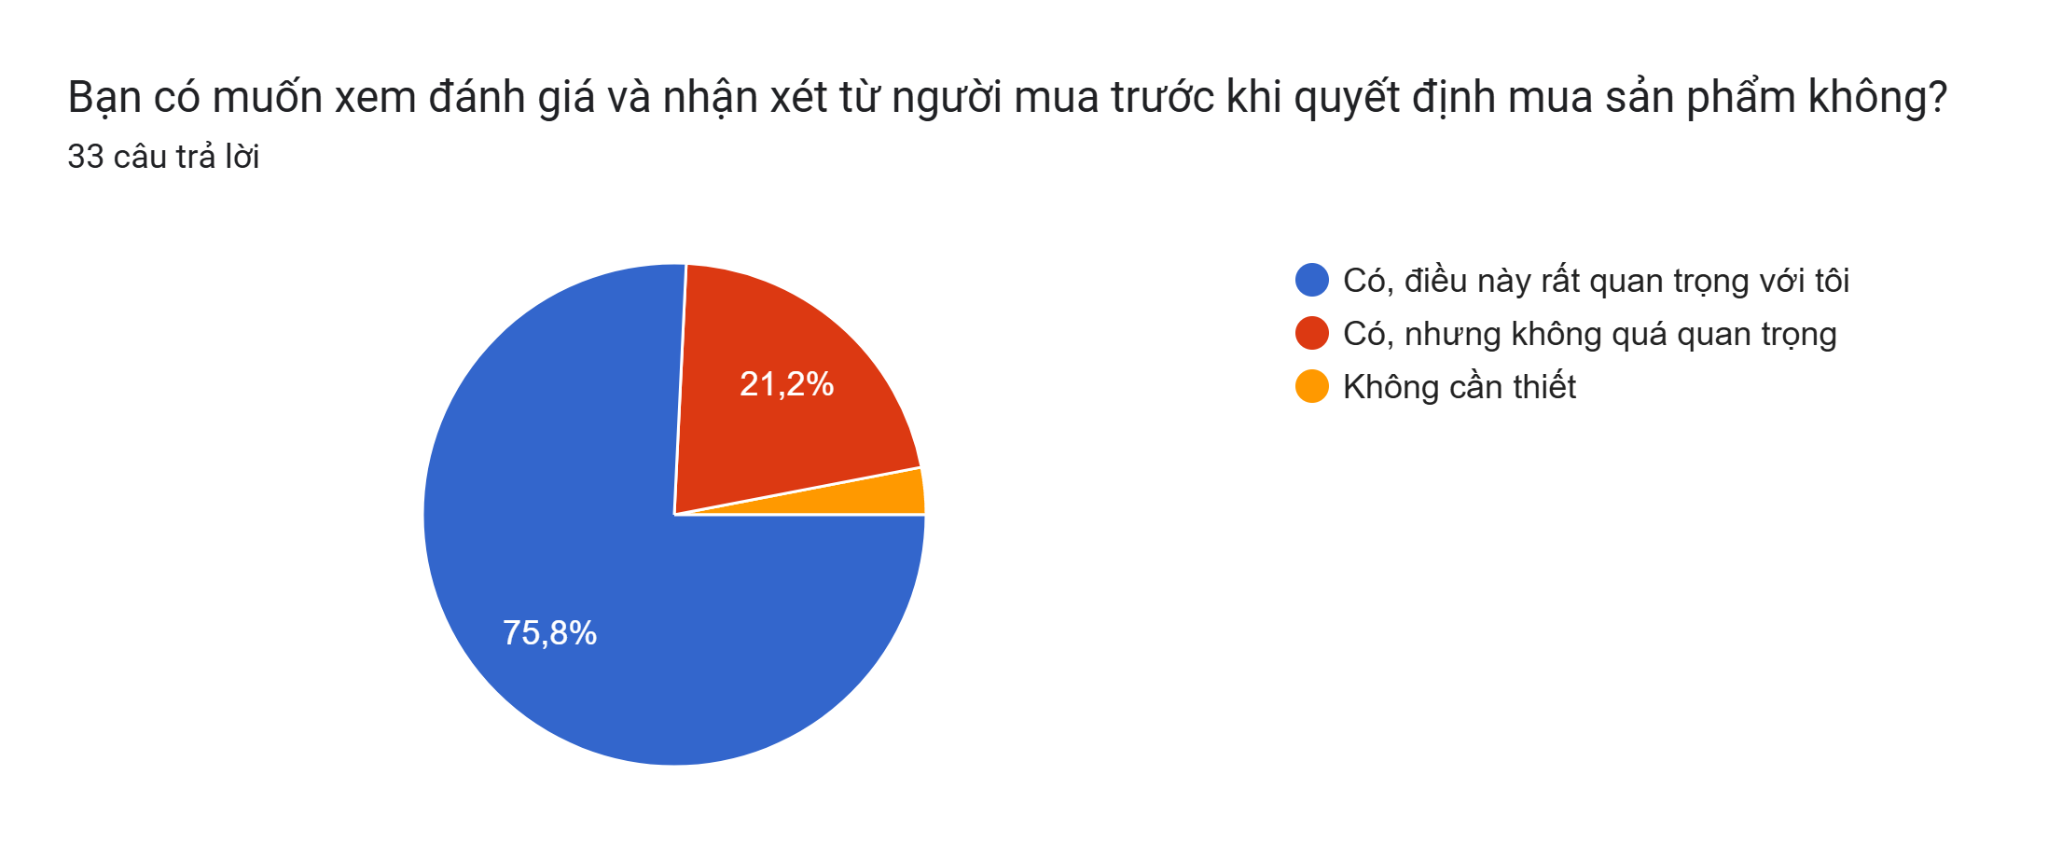 Bạn có muốn xem đánh giá và nhận xét từ người mua trước khi quyết định mua sản phẩm không?
33 câu trả lời
Có, điều này rất quan trọng với tôi
Có, nhưng không quá quan trọng
Không cần thiết
21,2%
75,8%